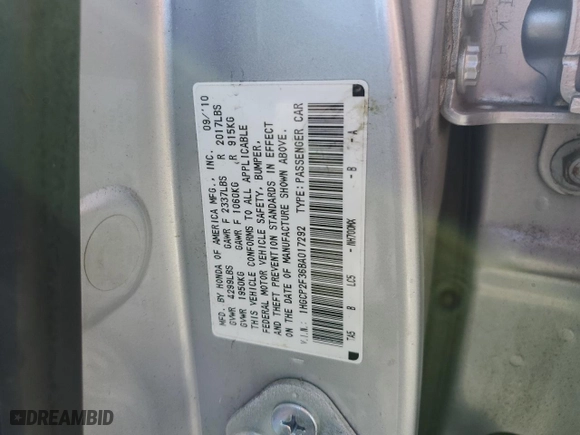 MFD. BY HONDA OF AMERICA MFG., INC. 09/'10
GVWR 4299LBS GAWR F 2337LBS R 2017LBS
GVWR 1950KG GAWR F 1060KG R 915KG
THIS VEHICLE CONFORMS TO ALL APPLICABLE
FEDERAL MOTOR VEHICLE SAFETY, BUMPER,
AND THEFT PREVENTION STANDARDS IN EFFECT
ON THE DATE OF MANUFACTURE SHOWN ABOVE.
V.I.N.: 1HGCP2F36BA017292 TYPE:PASSENGER CAR
TA5 B LC5 - NH700MX - B - A
DREAMBID